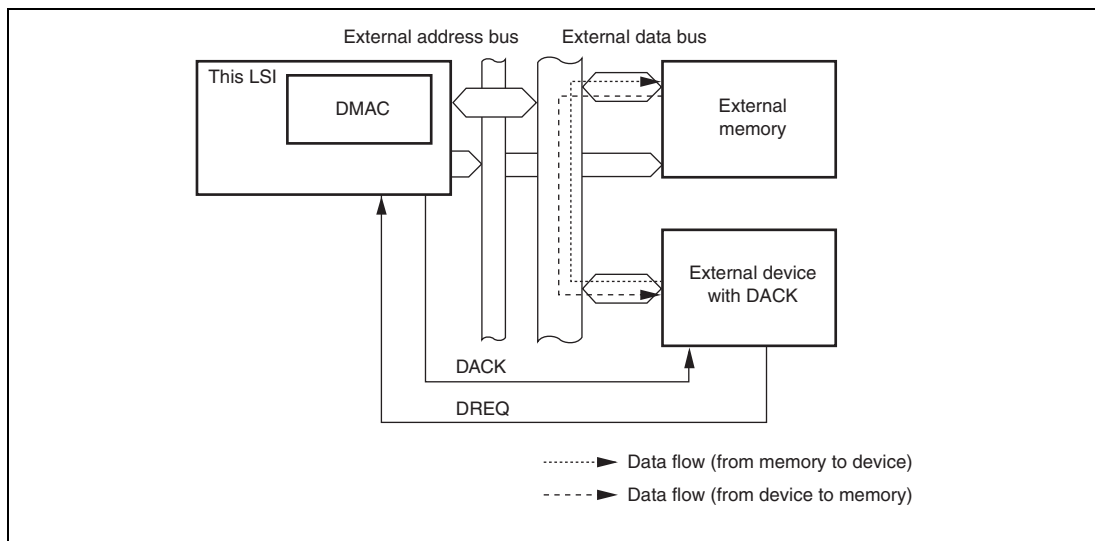 External address bus
External data bus
This LSI
DMAC
External
memory
External device
with DACK
DACK
DREQ
Data flow (from memory to device)
Data flow (from device to memory)